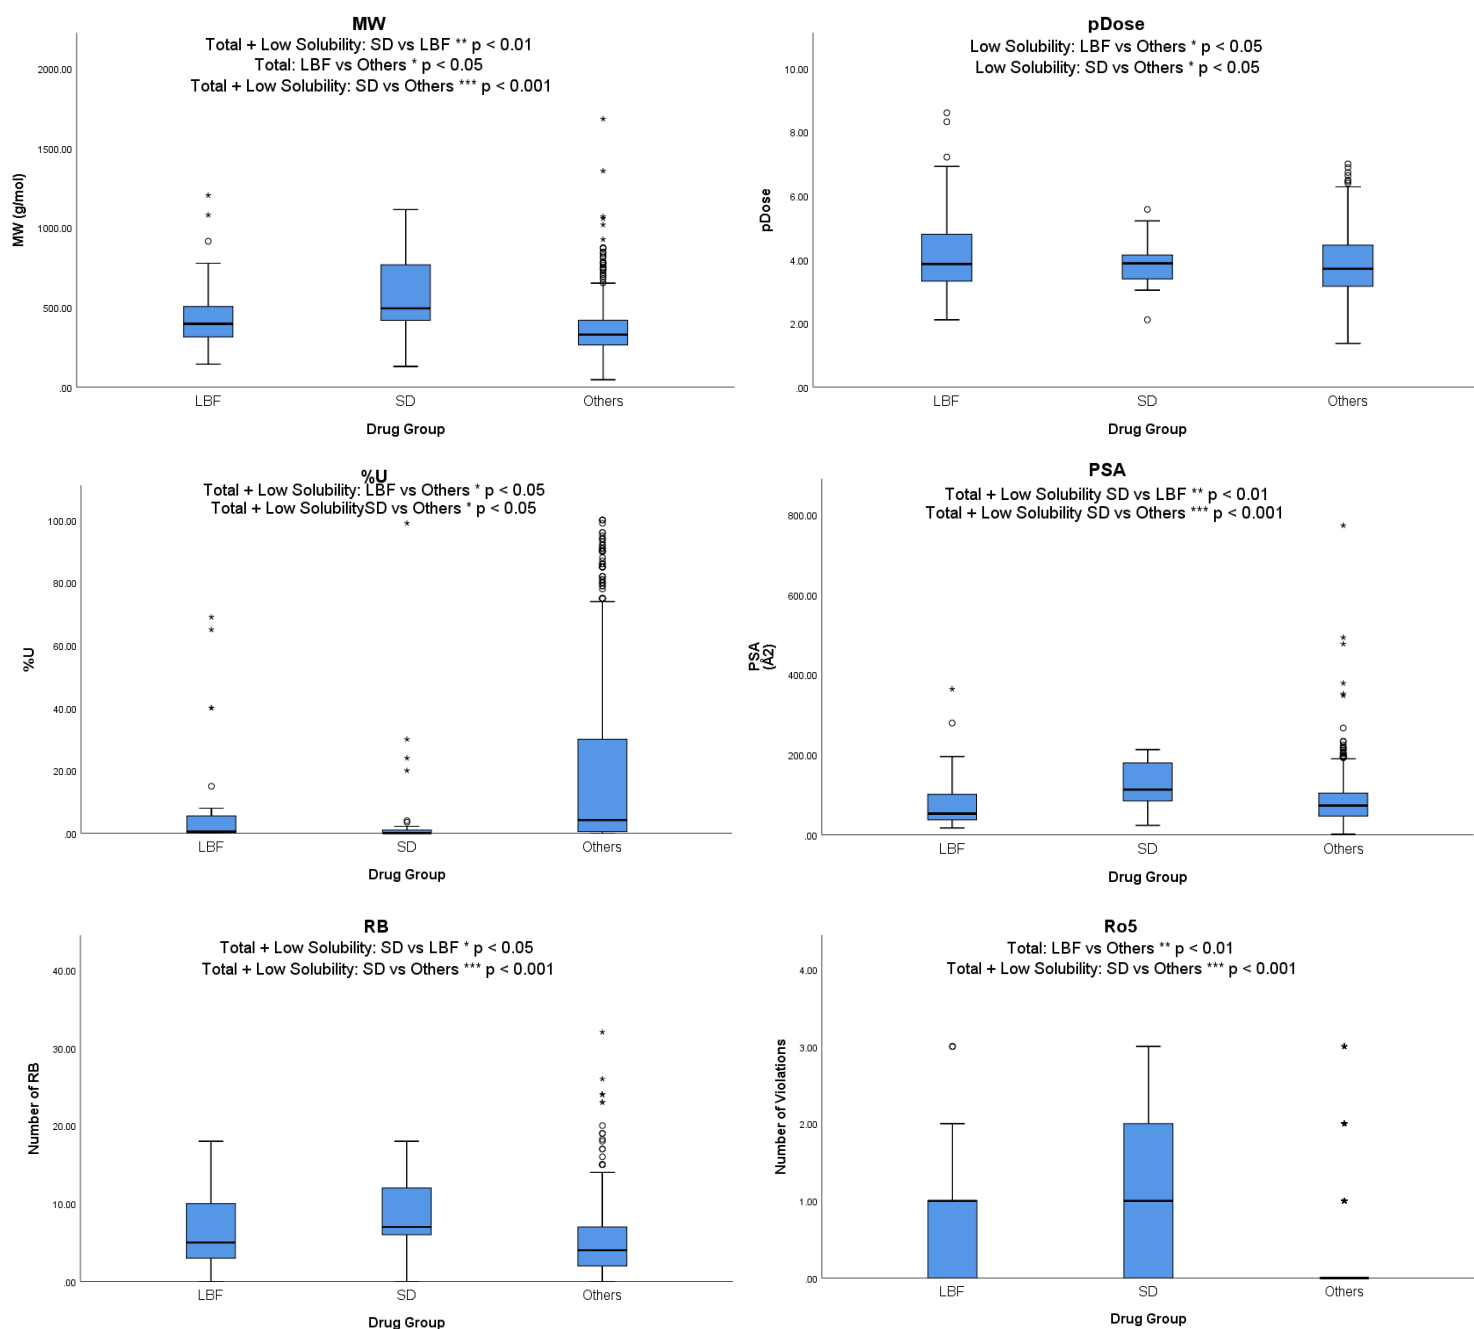 MW
Total + Low Solubility: SD vs LBF ** p < 0.01
Total: LBF vs Others * p < 0.05
Total + Low Solubility: SD vs Others *** p < 0.001
2000.00
1500.00
1000.00
500.00
.00
MW (g/mol)
LBF SD Others
Drug Group
pDose
Low Solubility: LBF vs Others * p < 0.05
Low Solubility: SD vs Others * p < 0.05
10.00
8.00
6.00
4.00
2.00
.00
pDose
LBF SD Others
Drug Group
%U
Total + Low Solubility: LBF vs Others * p < 0.05
Total + Low SolubilitySD vs Others * p < 0.05
100.00
80.00
60.00
40.00
20.00
.00
%U
LBF SD Others
Drug Group
PSA
Total + Low Solubility SD vs LBF ** p < 0.01
Total + Low Solubility SD vs Others *** p < 0.001
800.00
600.00
400.00
200.00
.00
PSA
(Å2)
LBF SD Others
Drug Group
RB
Total + Low Solubility: SD vs LBF * p < 0.05
Total + Low Solubility: SD vs Others *** p < 0.001
40.00
30.00
20.00
10.00
.00
Number of RB
LBF SD Others
Drug Group
Ro5
Total: LBF vs Others ** p < 0.01
Total + Low Solubility: SD vs Others *** p < 0.001
4.00
3.00
2.00
1.00
.00
Number of Violations
LBF SD Others
Drug Group